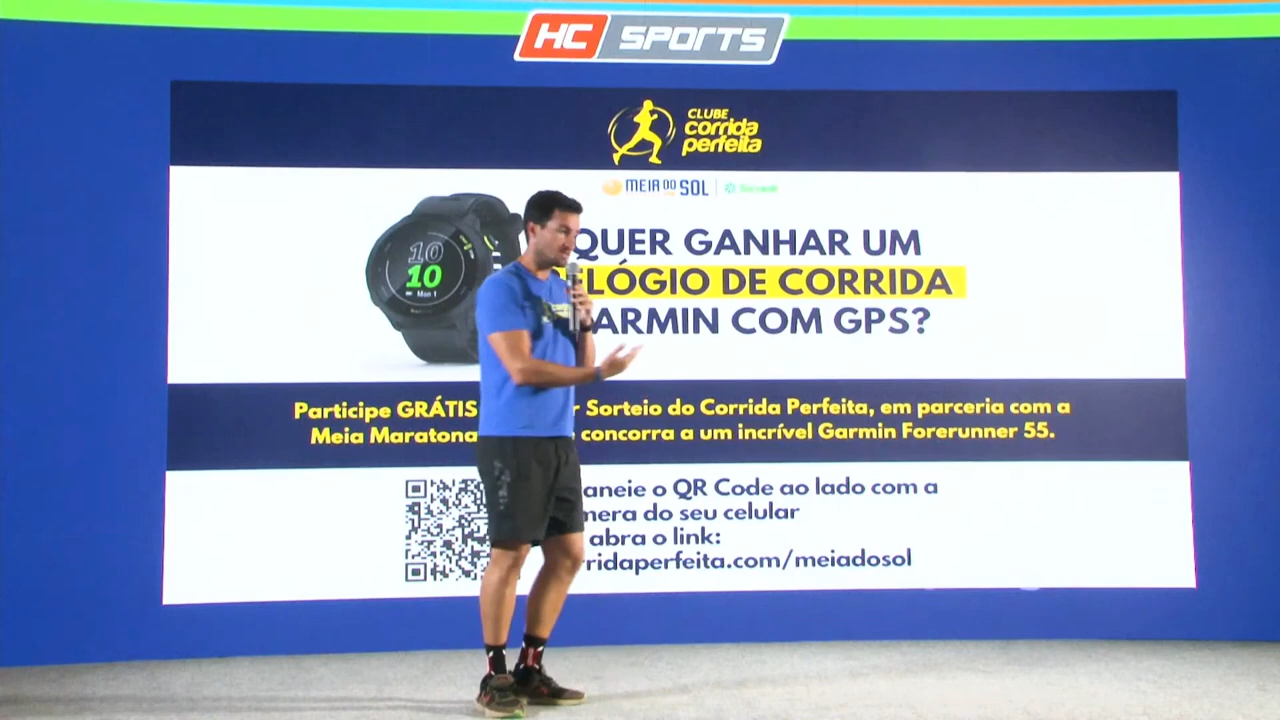 HC SPORTS
CLUBE
corrida
perfeita
MEIA DO SOL
QUER GANHAR UM
LÓGIO DE CORRIDA
ARMIN COM GPS?
10
10
Mon 1
Participe GRÁTIS r Sorteio do Corrida Perfeita, em parceria com a
Meia Maratona concorra a um incrível Garmin Forerunner 55.
aneie o QR Code ao lado com a
mera do seu celular
abra o link:
rridaperfeita.com/meiadosol